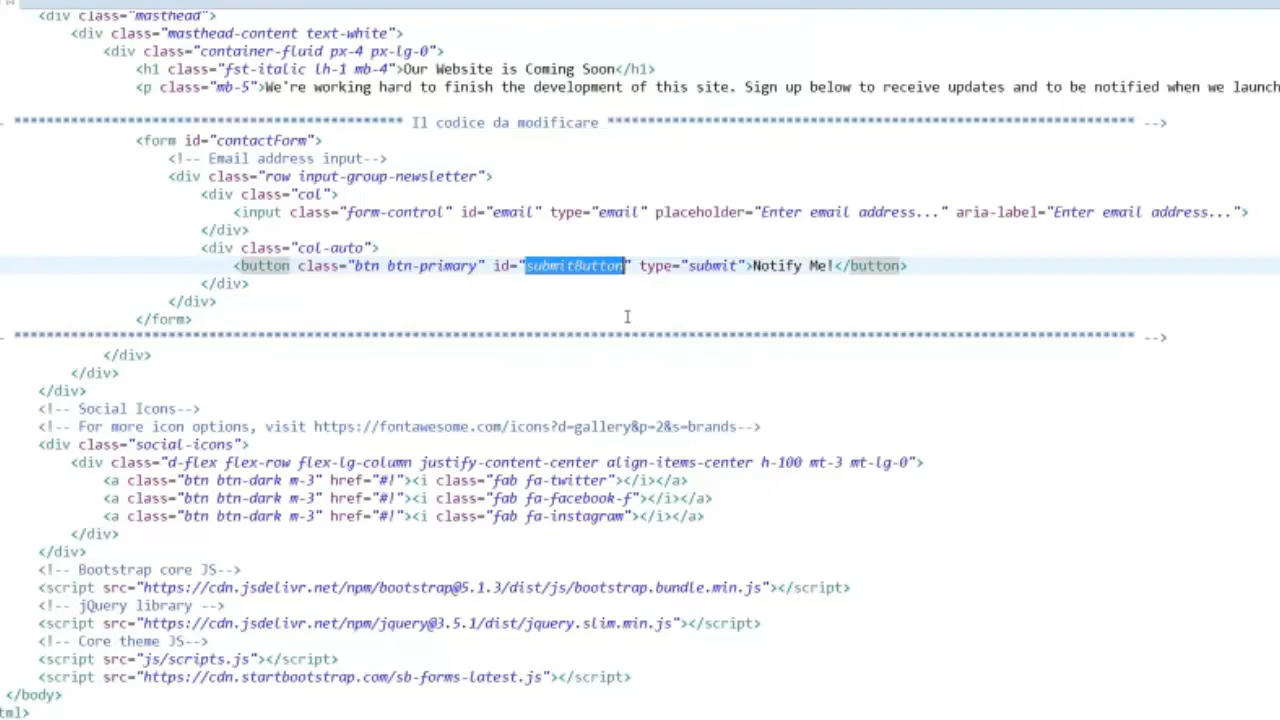 <div class="masthead">
<div class="masthead-content text-white">
<div class="container-fluid px-4 px-lg-0">
<h1 class="fst-italic lh-1 mb-4">Our Website is Coming Soon</h1>
<p class="mb-5">We're working hard to finish the development of this site. Sign up below to receive updates and to be notified when we launch
************************************************ Il codice da modificare ***************************************************************** -->
<form id="contactForm">
<!-- Email address input-->
<div class="row input-group-newsletter">
<div class="col">
<input class="form-control" id="email" type="email" placeholder="Enter email address..." aria-label="Enter email address...">
</div>
<div class="col-auto">
<button class="btn btn-primary" id="submitButton" type="submit">Notify Me!</button>
</div>
</div>
</form>
******************************************************************************************************************************************* -->
</div>
</div>
</div>
<!-- Social Icons-->
<!-- For more icon options, visit https://fontawesome.com/icons?d=gallery&p=2&s=brands-->
<div class="social-icons">
<div class="d-flex flex-row flex-lg-column justify-content-center align-items-center h-100 mt-3 mt-lg-0">
<a class="btn btn-dark m-3" href="#!"><i class="fab fa-twitter"></i></a>
<a class="btn btn-dark m-3" href="#!"><i class="fab fa-facebook-f"></i></a>
<a class="btn btn-dark m-3" href="#!"><i class="fab fa-instagram"></i></a>
</div>
</div>
<!-- Bootstrap core JS-->
<script src="https://cdn.jsdelivr.net/npm/bootstrap@5.1.3/dist/js/bootstrap.bundle.min.js"></script>
<!-- jQuery library -->
<script src="https://cdn.jsdelivr.net/npm/jquery@3.5.1/dist/jquery.slim.min.js"></script>
<!-- Core theme JS-->
<script src="js/scripts.js"></script>
<script src="https://cdn.startbootstrap.com/sb-forms-latest.js"></script>
</body>
tml>